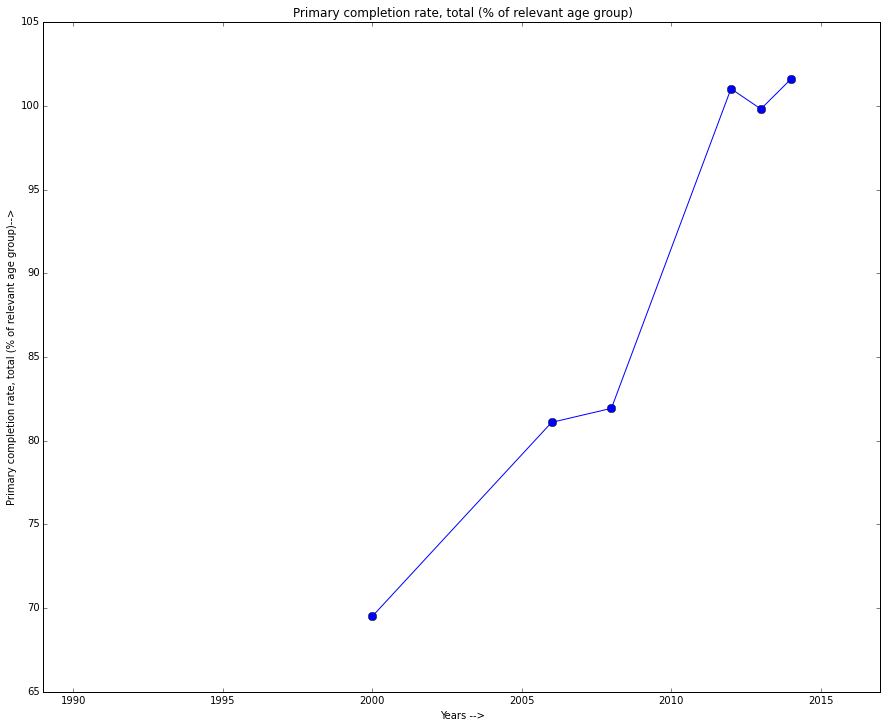 Primary completion rate, total (% of relevant age group)
105
100
95
90
85
80
75
70
65
Primary completion rate, total (% of relevant age group)-->
1990 1995 2000 2005 2010 2015
Years -->